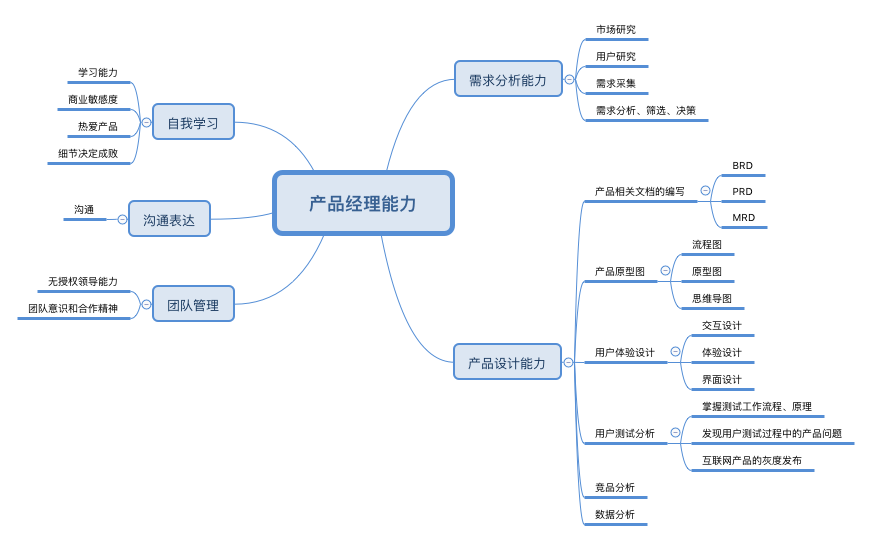 产品经理能力
需求分析能力
市场研究
用户研究
需求采集
需求分析、筛选、决策
产品设计能力
产品相关文档的编写
BRD
PRD
MRD
产品原型图
流程图
原型图
思维导图
用户体验设计
交互设计
体验设计
界面设计
用户测试分析
掌握测试工作流程、原理
发现用户测试过程中的产品问题
互联网产品的灰度发布
竞品分析
数据分析
自我学习
学习能力
商业敏感度
热爱产品
细节决定成败
沟通表达
沟通
团队管理
无授权领导能力
团队意识和合作精神